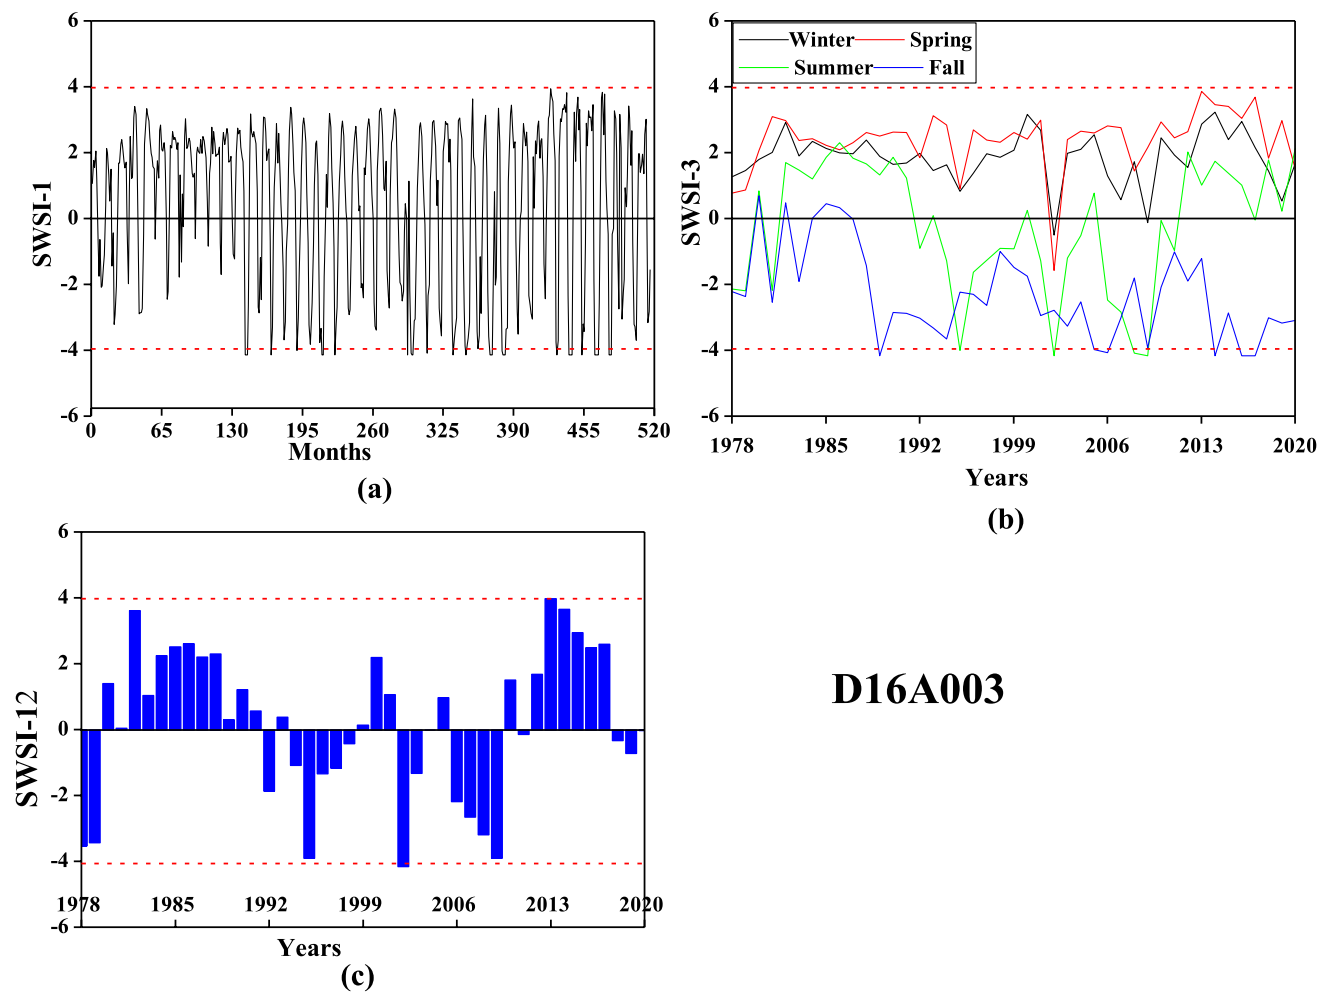 6
4
2
0
-2
-4
-6
SWSI-1
0 65 130 195 260 325 390 455 520
Months
(a)
Winter Spring
Summer Fall
6
4
2
0
-2
-4
-6
SWSI-3
1978 1985 1992 1999 2006 2013 2020
Years
(b)
6
4
2
0
-2
-4
-6
SWSI-12
1978 1985 1992 1999 2006 2013 2020
Years
(c)
D16A003